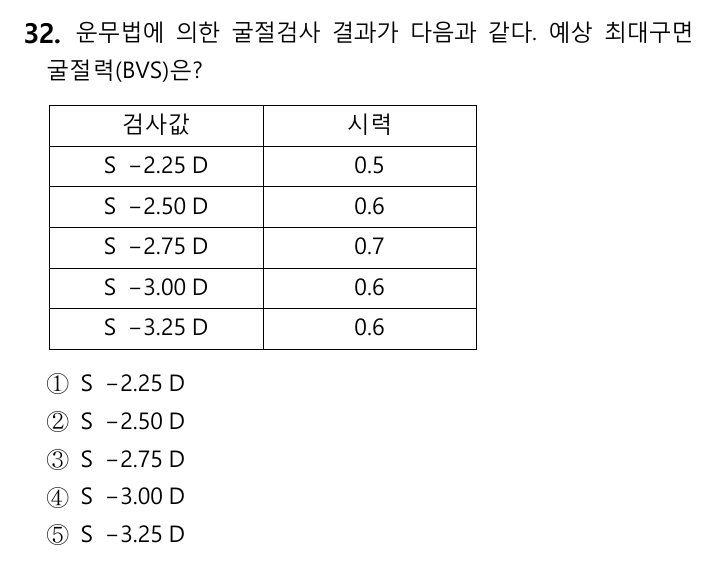 32. 운무법에 의한 굴절검사 결과가 다음과 같다. 예상 최대구면
굴절력(BVS)은?
검사값 시력
S −2.25 D 0.5
S −2.50 D 0.6
S −2.75 D 0.7
S −3.00 D 0.6
S −3.25 D 0.6
① S −2.25 D
② S −2.50 D
③ S −2.75 D
④ S −3.00 D
⑤ S −3.25 D